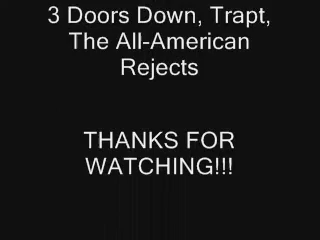 3 Doors Down, Trapt,
The All-American
Rejects
THANKS FOR
WATCHING!!!